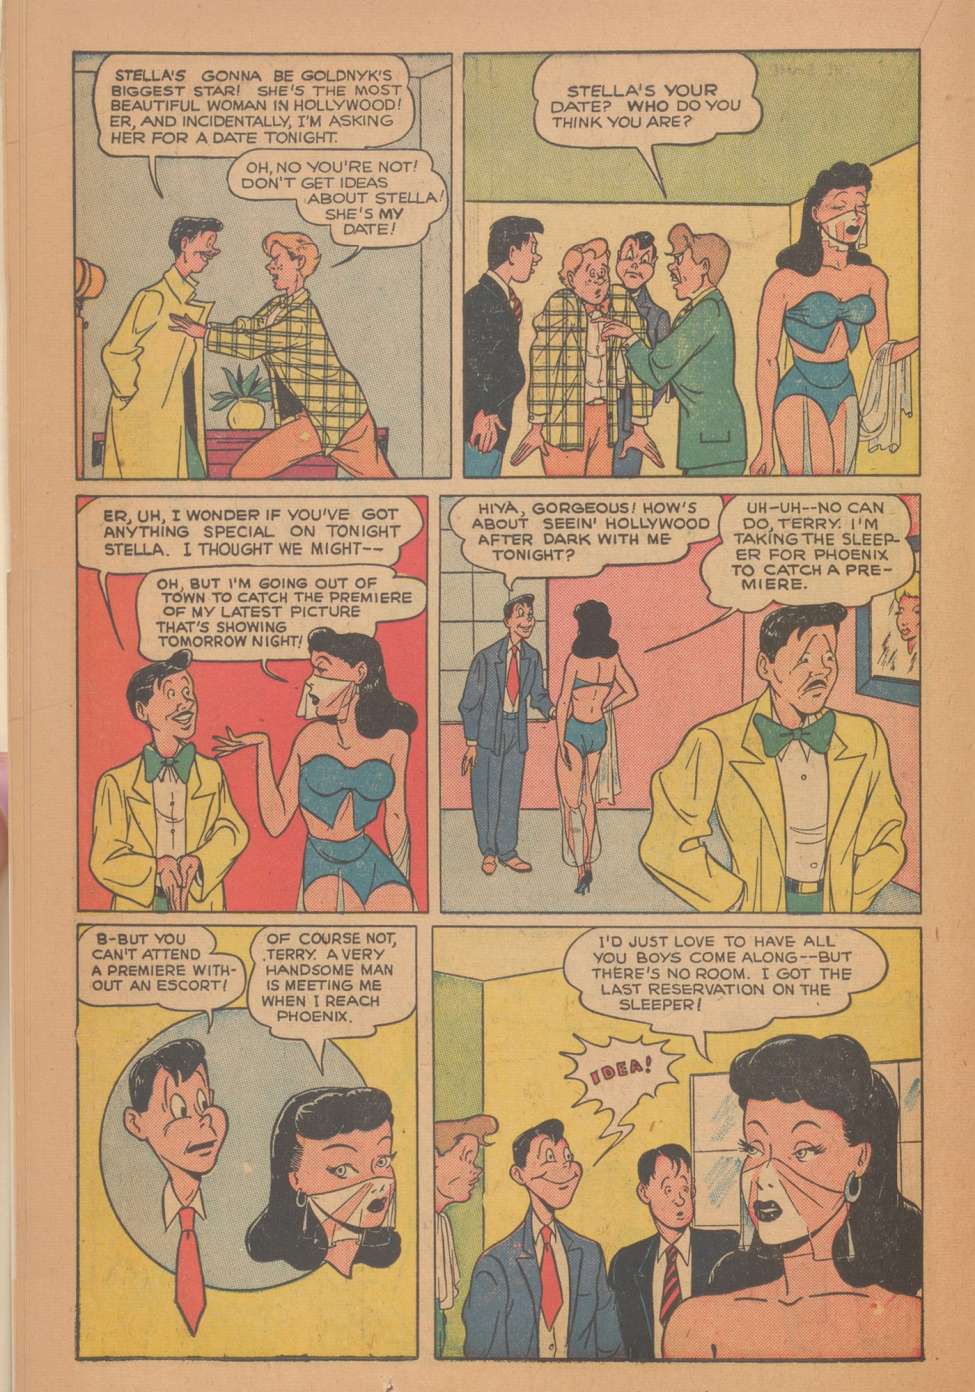 STELLA'S GONNA BE GOLDNYK'S
BIGGEST STAR! SHE'S THE MOST
BEAUTIFUL WOMAN IN HOLLYWOOD!
ER, AND INCIDENTALLY, I'M ASKING
HER FOR A DATE TONIGHT.
OH, NO YOU'RE NOT!
DON'T GET IDEAS
ABOUT STELLA!
SHE'S MY
DATE!
STELLA'S YOUR
DATE? WHO DO YOU
THINK YOU ARE?
ER, UH, I WONDER IF YOU'VE GOT
ANYTHING SPECIAL ON TONIGHT
STELLA. I THOUGHT WE MIGHT--
OH, BUT I'M GOING OUT OF
TOWN TO CATCH THE PREMIERE
OF MY LATEST PICTURE
THAT'S SHOWING
TOMORROW NIGHT!
HIYA, GORGEOUS! HOW'S
ABOUT SEEIN' HOLLYWOOD
AFTER DARK WITH ME
TONIGHT?
UH-UH--NO CAN
DO, TERRY. I'M
TAKING THE SLEEP-
ER FOR PHOENIX
TO CATCH A PRE-
MIERE.
B-BUT YOU
CAN'T ATTEND
A PREMIERE WITH-
OUT AN ESCORT!
OF COURSE NOT,
TERRY. A VERY
HANDSOME MAN
IS MEETING ME
WHEN I REACH
PHOENIX.
I'D JUST LOVE TO HAVE ALL
YOU BOYS COME ALONG--BUT
THERE'S NO ROOM. I GOT THE
LAST RESERVATION ON THE
SLEEPER!
IDEA!